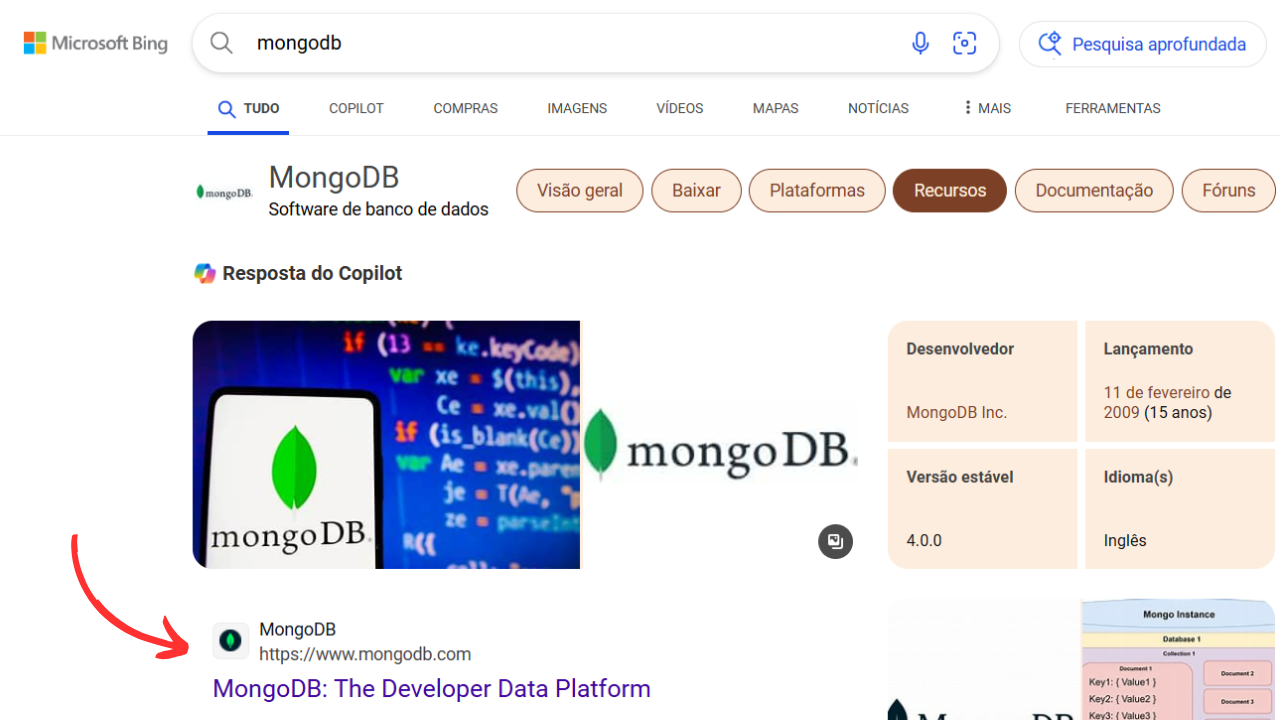 Microsoft Bing
mongodb
Pesquisa aprofundada
TUDO
COPILOT
COMPRAS
IMAGENS
VÍDEOS
MAPAS
NOTÍCIAS
MAIS
FERRAMENTAS
mongoDB.
MongoDB
Software de banco de dados
Visão geral
Baixar
Plataformas
Recursos
Documentação
Fóruns
Resposta do Copilot
if (13 == ke.keyCode)
var xe = $(this),
Ce = xe.val()
if (is_blank(Ce))
var Ae = xe.paren
je = T(Ae, "p
ze = parseInt
R((
mongoDB.
mongoDB.
Desenvolvedor
MongoDB Inc.
Lançamento
11 de fevereiro de
2009 (15 anos)
Versão estável
4.0.0
Idioma(s)
Inglês
MongoDB
https://www.mongodb.com
MongoDB: The Developer Data Platform
Mongo Instance
Database 1
Collection 1
Document 1
Key1: { Value1 }
Key2: { Value2 }
Key3: { Value3 }
Document 2
Document 3